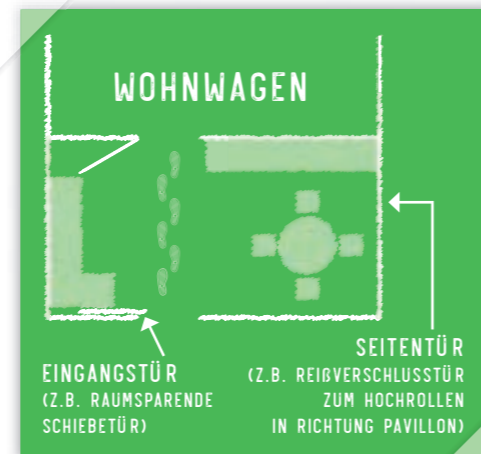 WOHNWAGEN
EINGANGSTÜR
(Z.B. RAUMSPARENDE
SCHIEBETÜR)
SEITENTÜR
(Z.B. REIßVERSCHLUSSTÜR
ZUM HOCHROLLEN
IN RICHTUNG PAVILLON)